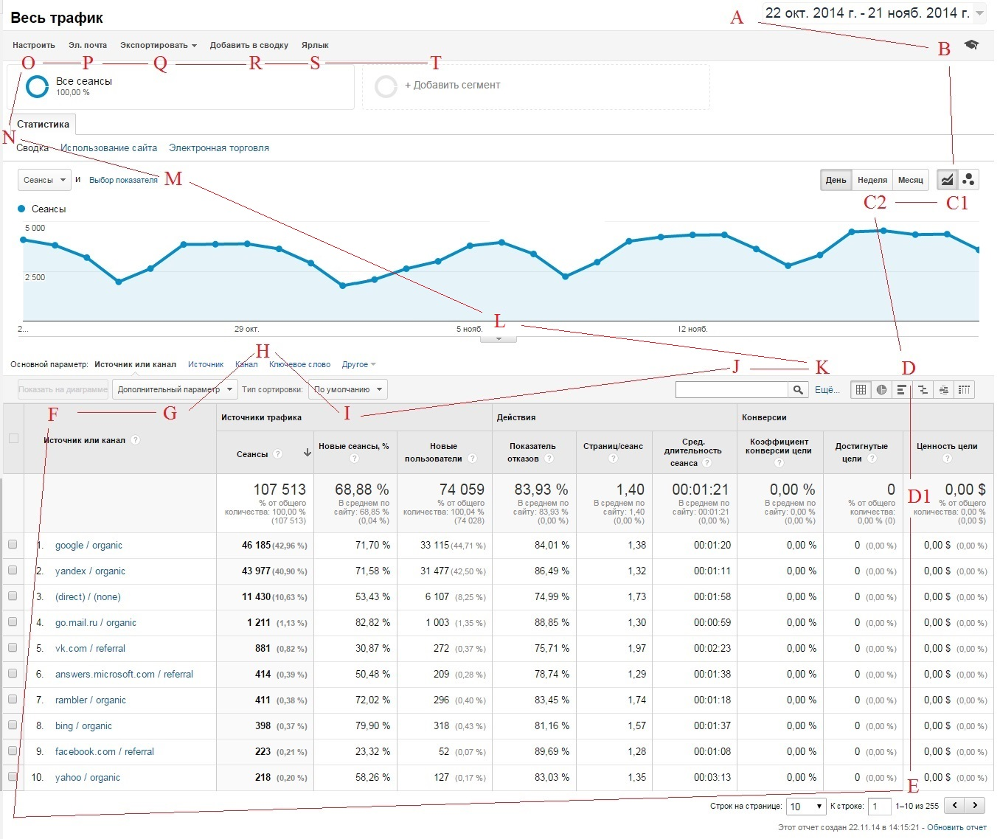 Весь трафик
22 окт. 2014 г. - 21 нояб. 2014 г.
A
Настроить Эл. почта Экспортировать Добавить в сводку Ярлык
B
O P Q R S T
Все сеансы
100,00 %
+ Добавить сегмент
Статистика
N
Сводка Использование сайта Электронная торговля
Сеансы и Выбор показателя M День Неделя Месяц
C2 C1
Сеансы
5 000
2 500
2... 29 окт. 5 нояб. 12 нояб.
L
H
Основной параметр: Источник или канал Источник Канал Ключевое слово Другое
J K D
Показать на диаграмме Дополнительный параметр Тип сортировки: По умолчанию Ещё...
F G I
Источник или канал ? Источники трафика Действия Конверсии
Сеансы ? Новые сеансы, % ? Новые пользователи ? Показатель отказов ? Страниц/сеанс ? Сред. длительность сеанса ? Коэффициент конверсии цели ? Достигнутые цели ? Ценность цели ?
107 513 68,88 % 74 059 83,93 % 1,40 00:01:21 0,00 % 0 0,00 $
D1
% от общего В среднем по % от общего В среднем по В среднем по В среднем по В среднем по % от общего % от общего
количества: 100,00 % сайту: 68,85 % количества: 100,04 % сайту: 83,93 % сайту: 1,40 сайту: 00:01:21 сайту: 0,00 % количества: количества: 0,00 %
(107 513) (0,04 %) (74 028) (0,00 %) (0,00 %) (0,00 %) (0,00 %) 0,00 % (0) (0,00 $)
1. google / organic 46 185 (42,96 %) 71,70 % 33 115 (44,71 %) 84,01 % 1,38 00:01:20 0,00 % 0 (0,00 %) 0,00 $ (0,00 %)
2. yandex / organic 43 977 (40,90 %) 71,58 % 31 477 (42,50 %) 86,49 % 1,32 00:01:11 0,00 % 0 (0,00 %) 0,00 $ (0,00 %)
3. (direct) / (none) 11 430 (10,63 %) 53,43 % 6 107 (8,25 %) 74,99 % 1,73 00:01:58 0,00 % 0 (0,00 %) 0,00 $ (0,00 %)
4. go.mail.ru / organic 1 211 (1,13 %) 82,82 % 1 003 (1,35 %) 88,85 % 1,30 00:00:59 0,00 % 0 (0,00 %) 0,00 $ (0,00 %)
5. vk.com / referral 881 (0,82 %) 30,87 % 272 (0,37 %) 75,71 % 1,97 00:02:23 0,00 % 0 (0,00 %) 0,00 $ (0,00 %)
6. answers.microsoft.com / referral 414 (0,39 %) 50,48 % 209 (0,28 %) 78,74 % 1,29 00:01:38 0,00 % 0 (0,00 %) 0,00 $ (0,00 %)
7. rambler / organic 411 (0,38 %) 72,02 % 296 (0,40 %) 83,45 % 1,74 00:01:18 0,00 % 0 (0,00 %) 0,00 $ (0,00 %)
8. bing / organic 398 (0,37 %) 79,90 % 318 (0,43 %) 81,16 % 1,57 00:01:37 0,00 % 0 (0,00 %) 0,00 $ (0,00 %)
9. facebook.com / referral 223 (0,21 %) 23,32 % 52 (0,07 %) 89,69 % 1,28 00:01:08 0,00 % 0 (0,00 %) 0,00 $ (0,00 %)
10. yahoo / organic 218 (0,20 %) 58,26 % 127 (0,17 %) 83,03 % 1,35 00:03:13 0,00 % 0 (0,00 %) 0,00 $ (0,00 %)
E
Строк на странице: 10 К строке: 1 1–10 из 255
Этот отчет создан 22.11.14 в 14:15:21 - Обновить отчет